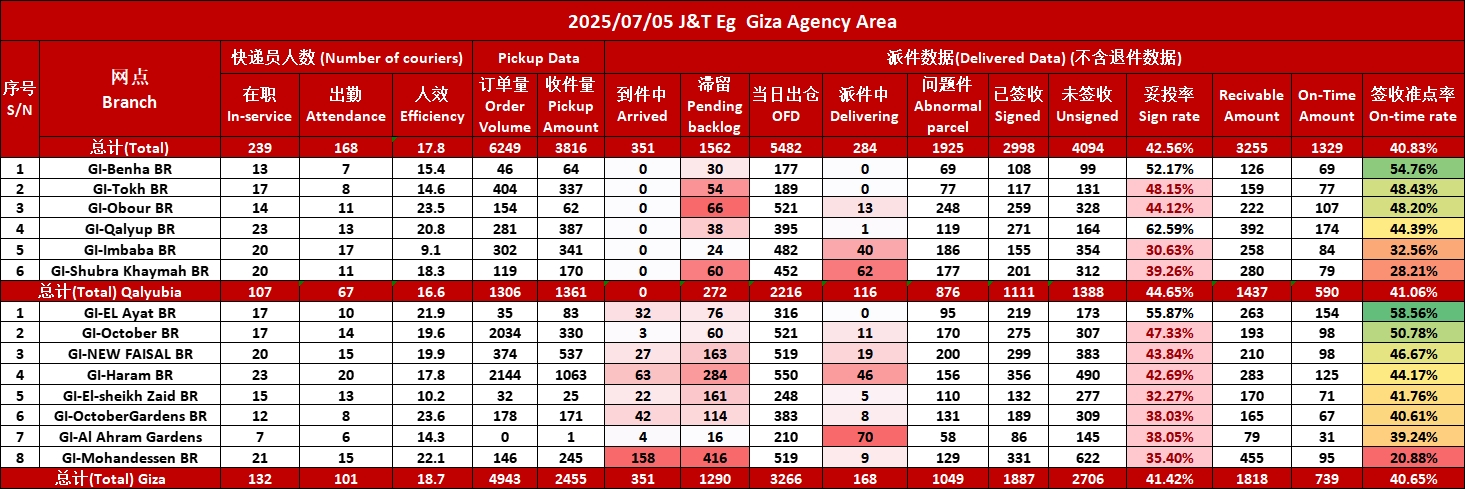 2025/07/05 J&T Eg  Giza Agency Area
序号 S/N 网点 Branch 快递员人数 (Number of couriers) Pickup Data 派件数据(Delivered Data) (不含退件数据)
在职 In-service 出勤 Attendance 人效 Efficiency 订单量 Order Volume 收件量 Pickup Amount 到件中 Arrived 滞留 Pending backlog 当日出仓 OFD 派件中 Delivering 问题件 Abnormal parcel 已签收 Signed 未签收 Unsigned 妥投率 Sign rate Recivable Amount On-Time Amount 签收准点率 On-time rate
总计(Total) 239 168 17.8 6249 3816 351 1562 5482 284 1925 2998 4094 42.56% 3255 1329 40.83%
1 GI-Benha BR 13 7 15.4 46 64 0 30 177 0 69 108 99 52.17% 126 69 54.76%
2 GI-Tokh BR 17 8 14.6 404 337 0 54 189 0 77 117 131 48.15% 159 77 48.43%
3 GI-Obour BR 14 11 23.5 154 62 0 66 521 13 248 259 328 44.12% 222 107 48.20%
4 GI-Qalyup BR 23 13 20.8 281 387 0 38 395 1 119 271 164 62.59% 392 174 44.39%
5 GI-Imbaba BR 20 17 9.1 302 341 0 24 482 40 186 155 354 30.63% 258 84 32.56%
6 GI-Shubra Khaymah BR 20 11 18.3 119 170 0 60 452 62 177 201 312 39.26% 280 79 28.21%
总计(Total) Qalyubia 107 67 16.6 1306 1361 0 272 2216 116 876 1111 1388 44.65% 1437 590 41.06%
1 GI-EL Ayat BR 17 10 21.9 35 83 32 76 316 0 95 219 173 55.87% 263 154 58.56%
2 GI-October BR 17 14 19.6 2034 330 3 60 521 11 170 275 307 47.33% 193 98 50.78%
3 GI-NEW FAISAL BR 20 15 19.9 374 537 27 163 519 19 200 299 383 43.84% 210 98 46.67%
4 GI-Haram BR 23 20 17.8 2144 1063 63 284 550 46 156 356 490 42.69% 283 125 44.17%
5 GI-El-sheikh Zaid BR 15 13 10.2 32 25 22 161 248 5 110 132 277 32.27% 170 71 41.76%
6 GI-OctoberGardens BR 12 8 23.6 178 171 42 114 383 8 131 189 309 38.03% 165 67 40.61%
7 GI-Al Ahram Gardens 7 6 14.3 0 1 4 16 210 70 58 86 145 38.05% 79 31 39.24%
8 GI-Mohandessen BR 21 15 22.1 146 245 158 416 519 9 129 331 622 35.40% 455 95 20.88%
总计(Total) Giza 132 101 18.7 4943 2455 351 1290 3266 168 1049 1887 2706 41.42% 1818 739 40.65%